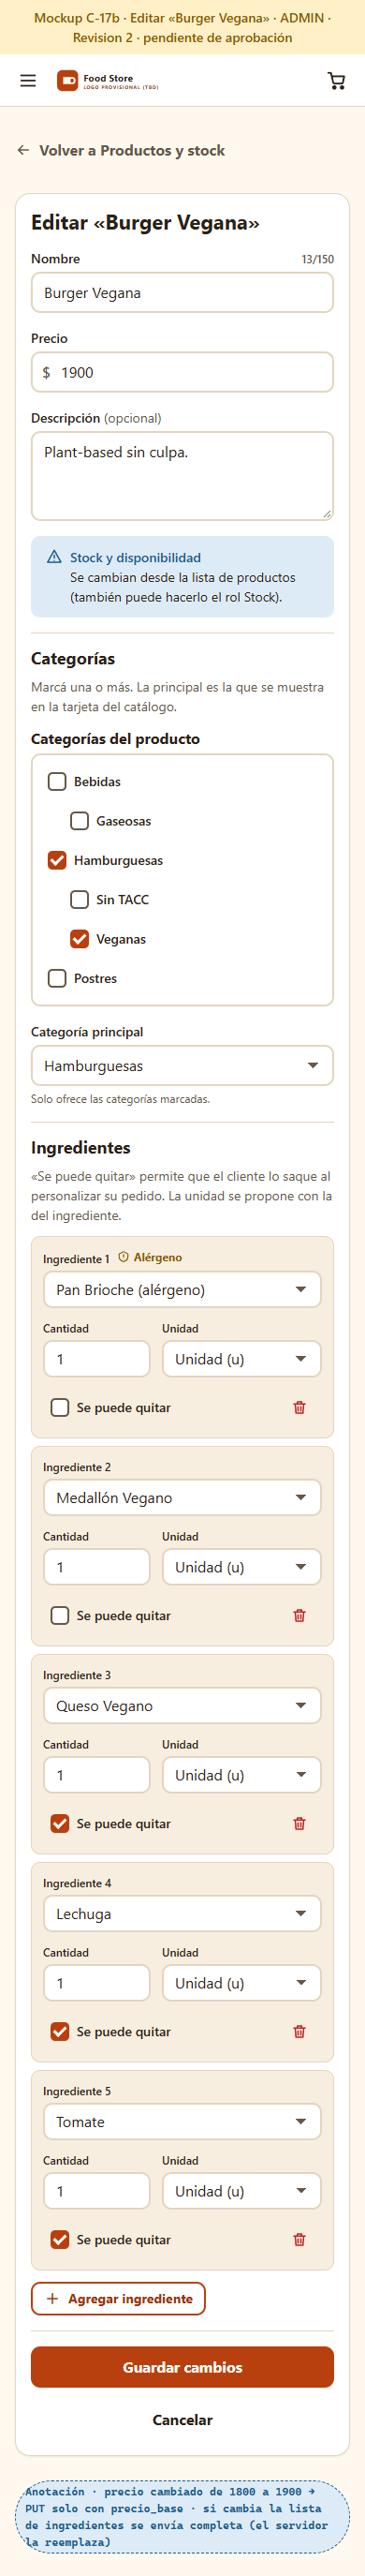 Mockup C-17b · Editar «Burger Vegana» · ADMIN ·
Revision 2 · pendiente de aprobación
Food Store
LOGO PROVISIONAL (TBD)
← Volver a Productos y stock
Editar «Burger Vegana»
Nombre 13/150
Burger Vegana
Precio
$ 1900
Descripción (opcional)
Plant-based sin culpa.
Stock y disponibilidad
Se cambian desde la lista de productos
(también puede hacerlo el rol Stock).
Categorías
Marcá una o más. La principal es la que se muestra
en la tarjeta del catálogo.
Categorías del producto
Bebidas
Gaseosas
Hamburguesas
Sin TACC
Veganas
Postres
Categoría principal
Hamburguesas
Solo ofrece las categorías marcadas.
Ingredientes
«Se puede quitar» permite que el cliente lo saque al
personalizar su pedido. La unidad se propone con la
del ingrediente.
Ingrediente 1 Alérgeno
Pan Brioche (alérgeno)
Cantidad Unidad
1 Unidad (u)
Se puede quitar
Ingrediente 2
Medallón Vegano
Cantidad Unidad
1 Unidad (u)
Se puede quitar
Ingrediente 3
Queso Vegano
Cantidad Unidad
1 Unidad (u)
Se puede quitar
Ingrediente 4
Lechuga
Cantidad Unidad
1 Unidad (u)
Se puede quitar
Ingrediente 5
Tomate
Cantidad Unidad
1 Unidad (u)
Se puede quitar
+ Agregar ingrediente
Guardar cambios
Cancelar
Anotación · precio cambiado de 1800 a 1900 →
PUT solo con precio_base · si cambia la lista
de ingredientes se envía completa (el servidor
la reemplaza)